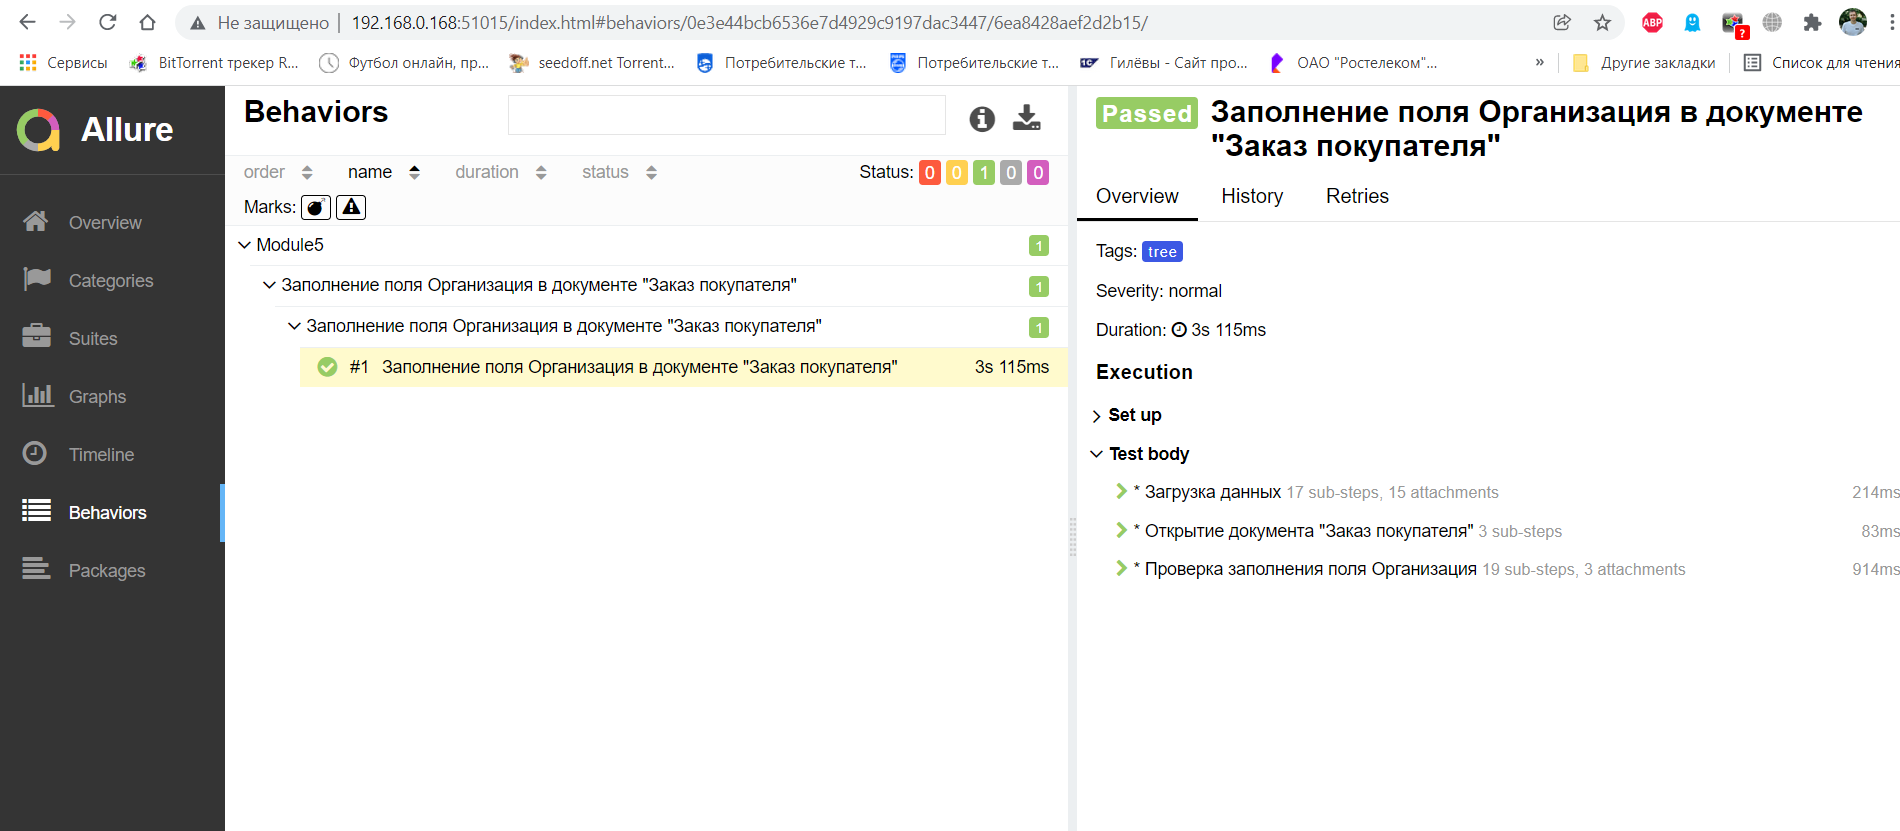 Не защищено | 192.168.0.168:51015/index.html#behaviors/0e3e44bcb6536e7d4929c9197dac3447/6ea8428aef2d2b15/
ABP
?
Сервисы
BitTorrent трекер R...
Футбол онлайн, пр...
seedoff.net Torrent...
Потребительские т...
Потребительские т...
1С
Гилёвы - Сайт про...
ОАО "Ростелеком"...
»
Другие закладки
Список для чтения
Allure
Overview
Categories
Suites
Graphs
Timeline
Behaviors
Packages
Behaviors
order name duration status
Status: 0 0 1 0 0
Marks:
Module5 1
Заполнение поля Организация в документе "Заказ покупателя" 1
Заполнение поля Организация в документе "Заказ покупателя" 1
#1 Заполнение поля Организация в документе "Заказ покупателя" 3s 115ms
Passed Заполнение поля Организация в документе
"Заказ покупателя"
Overview History Retries
Tags: tree
Severity: normal
Duration: 3s 115ms
Execution
Set up
Test body
* Загрузка данных 17 sub-steps, 15 attachments 214ms
* Открытие документа "Заказ покупателя" 3 sub-steps 83ms
* Проверка заполнения поля Организация 19 sub-steps, 3 attachments 914ms